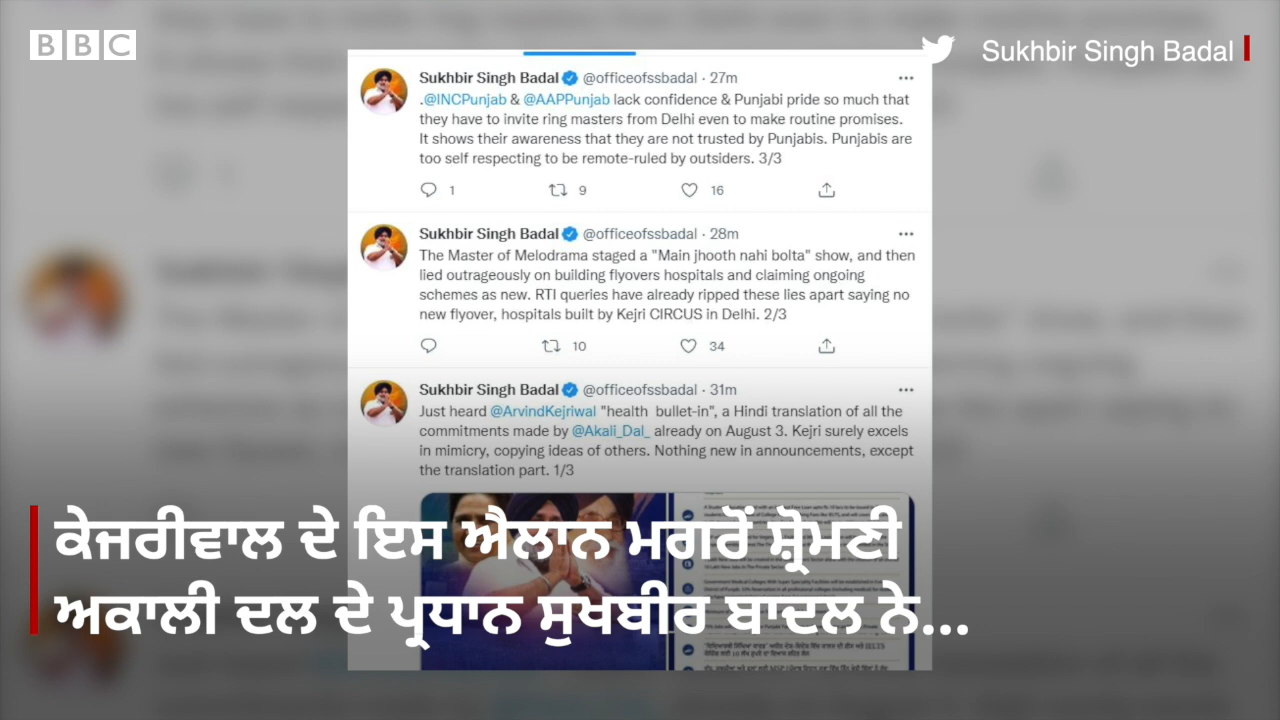 BBC
Sukhbir Singh Badal
Sukhbir Singh Badal @officeofssbadal · 27m
.@INCPunjab & @AAPPunjab lack confidence & Punjabi pride so much that
they have to invite ring masters from Delhi even to make routine promises.
It shows their awareness that they are not trusted by Punjabis. Punjabis are
too self respecting to be remote-ruled by outsiders. 3/3
1 9 16
Sukhbir Singh Badal @officeofssbadal · 28m
The Master of Melodrama staged a "Main jhooth nahi bolta" show, and then
lied outrageously on building flyovers hospitals and claiming ongoing
schemes as new. RTI queries have already ripped these lies apart saying no
new flyover, hospitals built by Kejri CIRCUS in Delhi. 2/3
10 34
Sukhbir Singh Badal @officeofssbadal · 31m
Just heard @ArvindKejriwal "health bullet-in", a Hindi translation of all the
commitments made by @Akali_Dal_ already on August 3. Kejri surely excels
in mimicry, copying ideas of others. Nothing new in announcements, except
the translation part. 1/3
ਕੇਜਰੀਵਾਲ ਦੇ ਇਸ ਐਲਾਨ ਮਗਰੋਂ ਸ਼੍ਰੋਮਣੀ
ਅਕਾਲੀ ਦਲ ਦੇ ਪ੍ਰਧਾਨ ਸੁਖਬੀਰ ਬਾਦਲ ਨੇ...